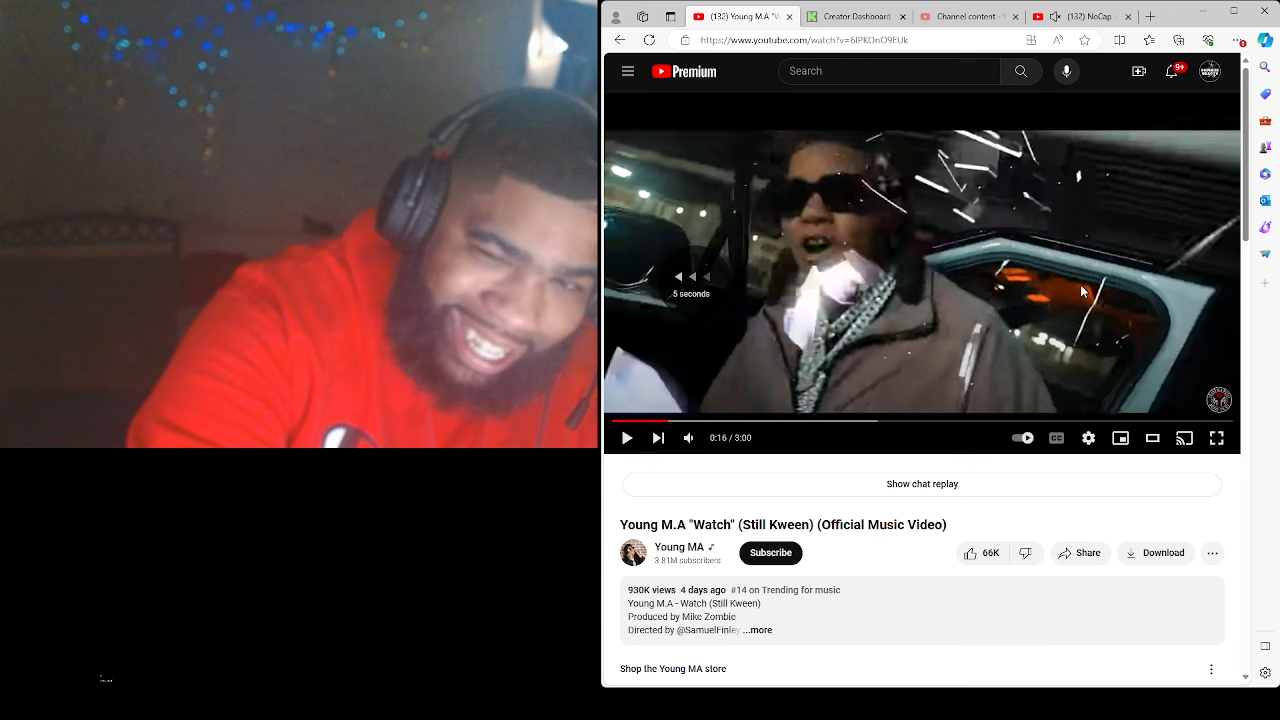 (132) Young M.A "W
Creator Dashboard
Channel content - Y
(132) NoCap -
https://www.youtube.com/watch?v=6IPKOnO9EUk
Premium
Search
9+
5 seconds
0:16 / 3:00
CC
Show chat replay
Young M.A "Watch" (Still Kween) (Official Music Video)
Young MA
3.81M subscribers
Subscribe
66K
Share
Download
930K views 4 days ago #14 on Trending for music
Young M.A - Watch (Still Kween)
Produced by Mike Zombie
Directed by @SamuelFinley ...more
Shop the Young MA store